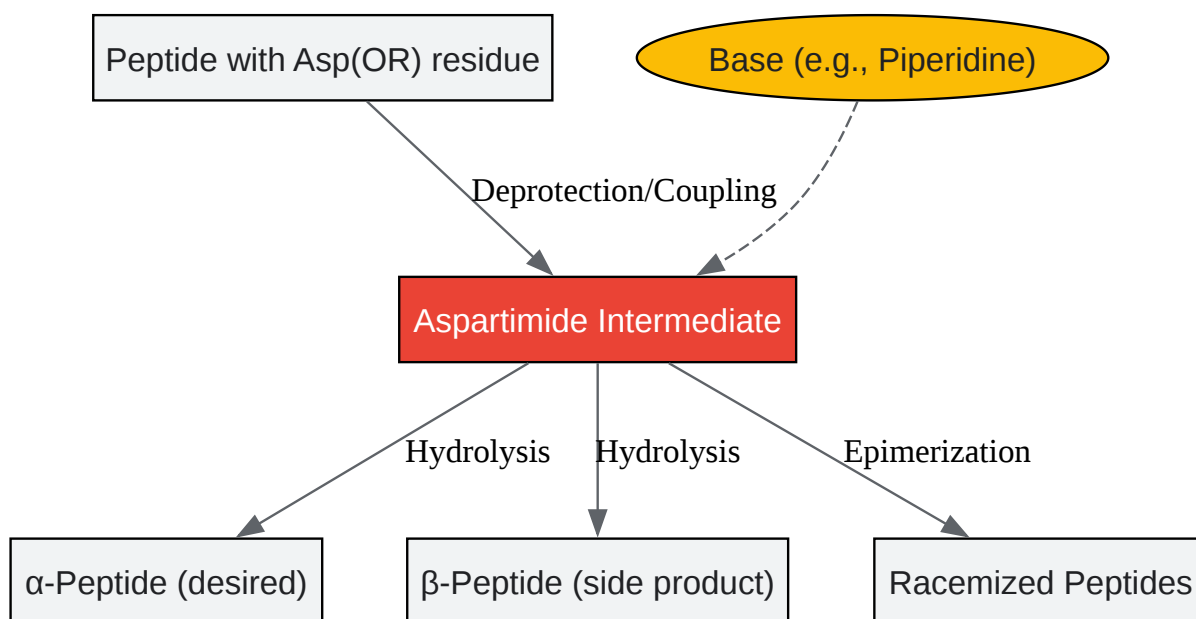 Peptide with Asp(OR) residue
Base (e.g., Piperidine)
Deprotection/Coupling
Aspartimide Intermediate
Hydrolysis
Hydrolysis
Epimerization
α-Peptide (desired)
β-Peptide (side product)
Racemized Peptides